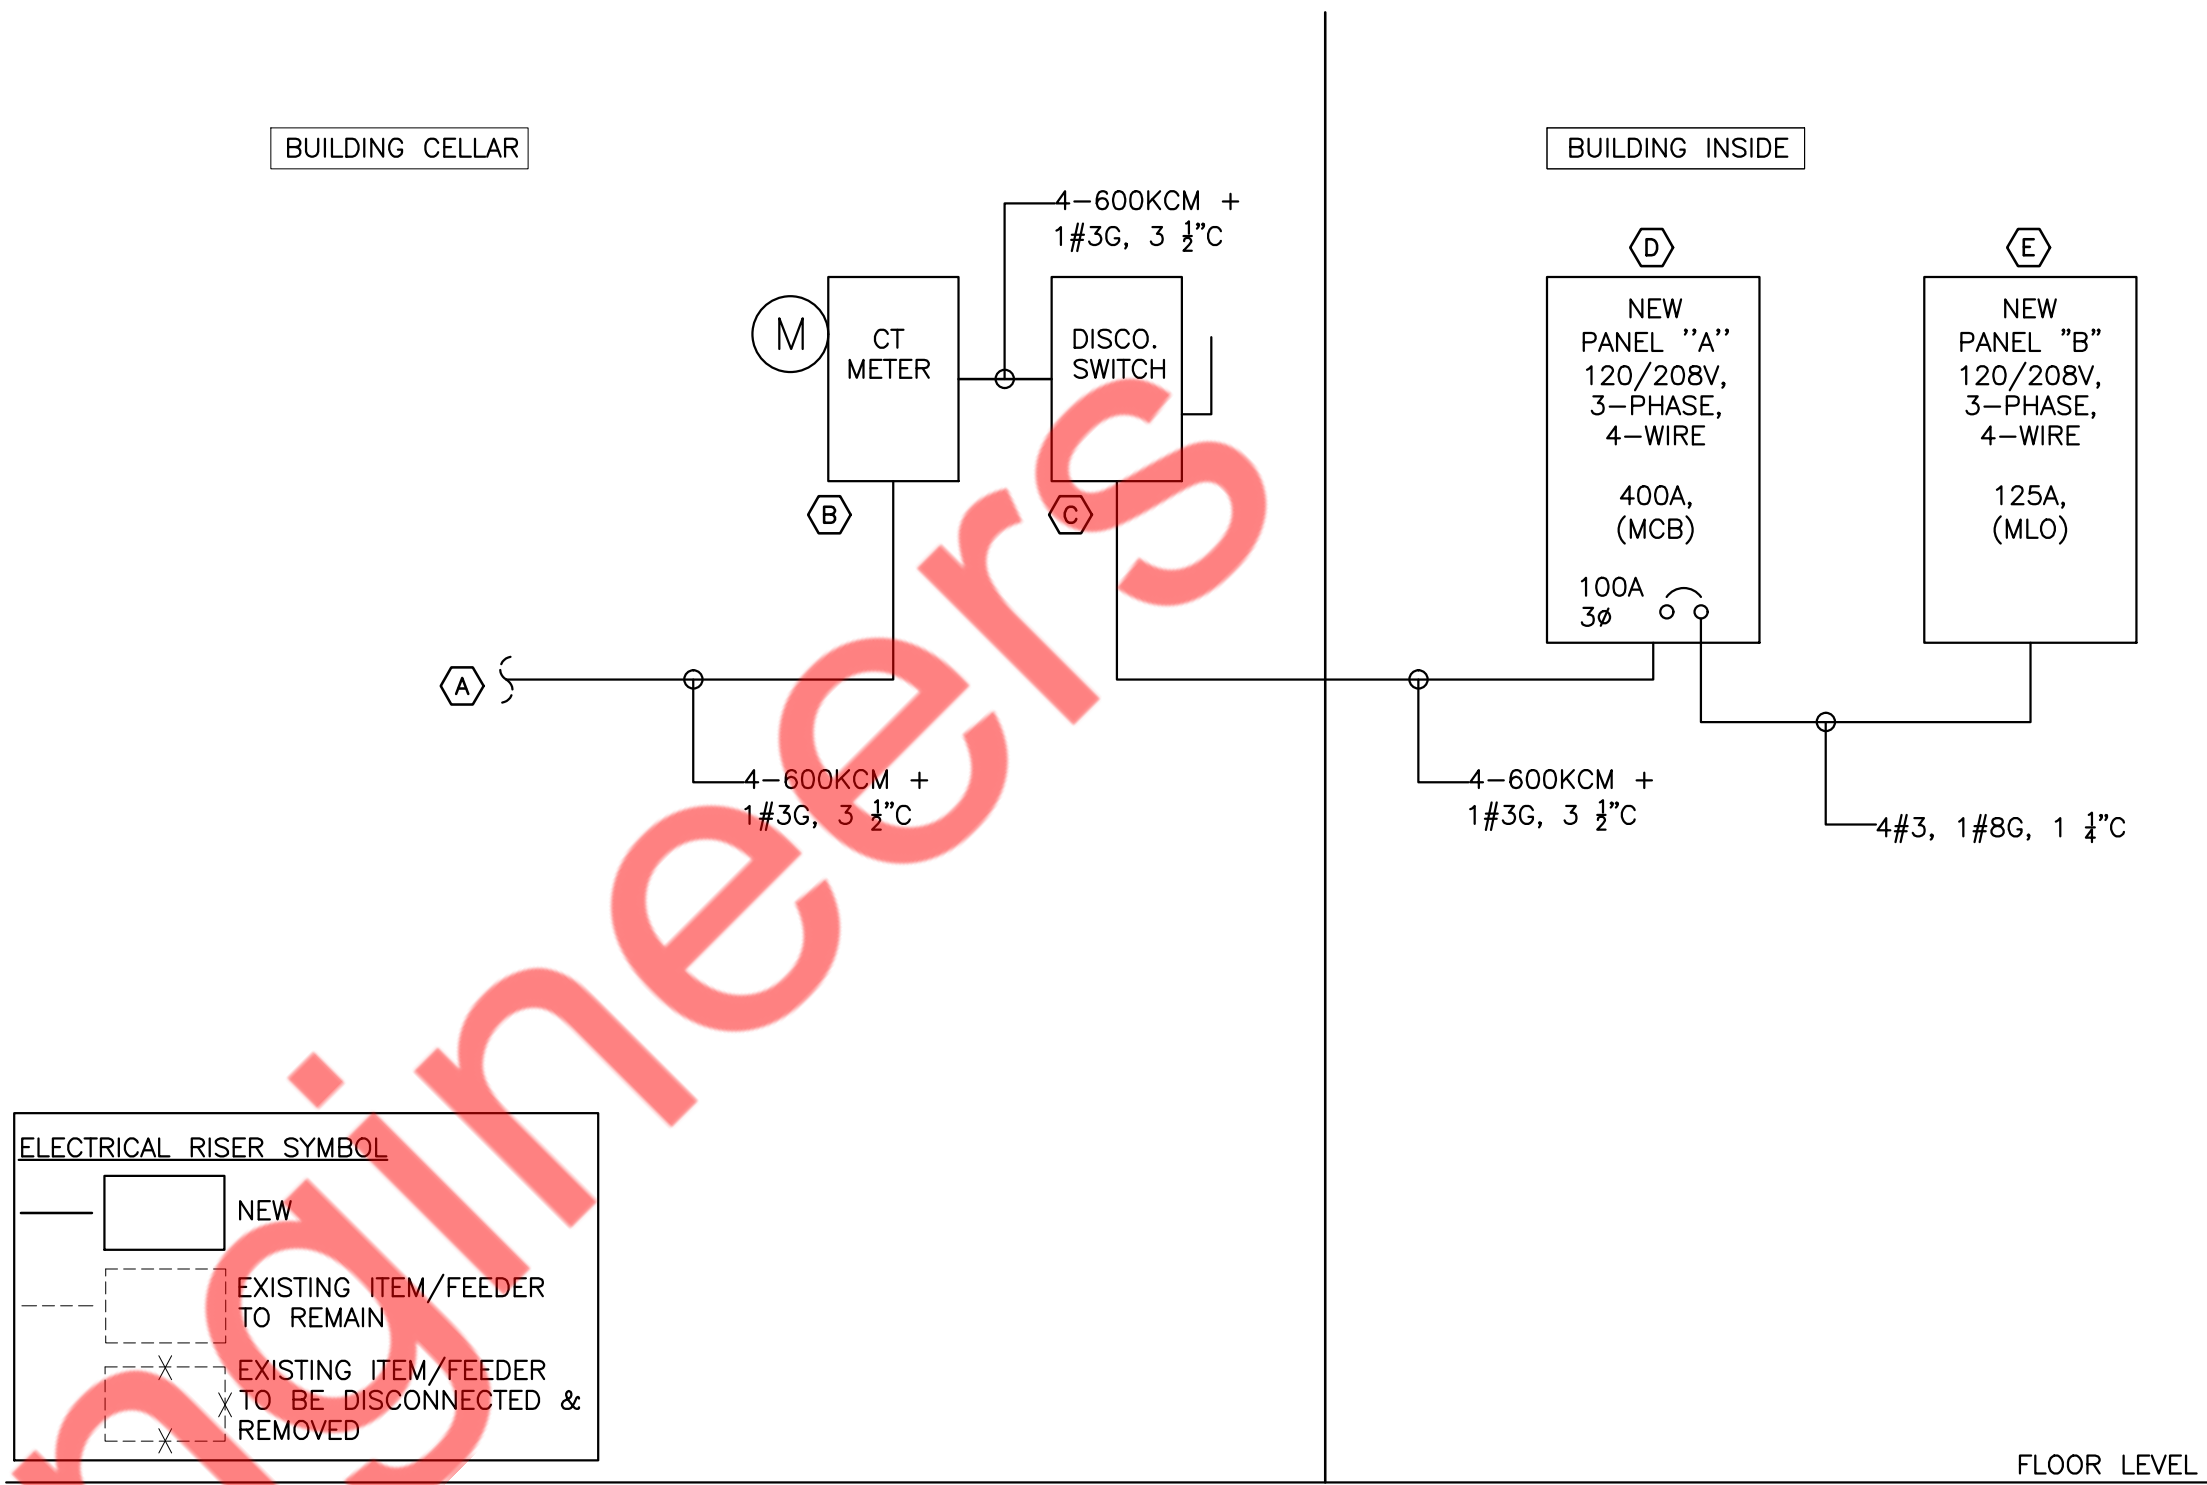 BUILDING CELLAR
BUILDING INSIDE
4-600KCM +
1#3G, 3 1/2"C
M
CT
METER
DISCO.
SWITCH
B
C
A
4-600KCM +
1#3G, 3 1/2"C
D
NEW
PANEL ''A''
120/208V,
3-PHASE,
4-WIRE
400A,
(MCB)
100A
3ø
E
NEW
PANEL "B"
120/208V,
3-PHASE,
4-WIRE
125A,
(MLO)
4-600KCM +
1#3G, 3 1/2"C
4#3, 1#8G, 1 1/4"C
ELECTRICAL RISER SYMBOL
NEW
EXISTING ITEM/FEEDER
TO REMAIN
EXISTING ITEM/FEEDER
TO BE DISCONNECTED &
REMOVED
FLOOR LEVEL
ngineers